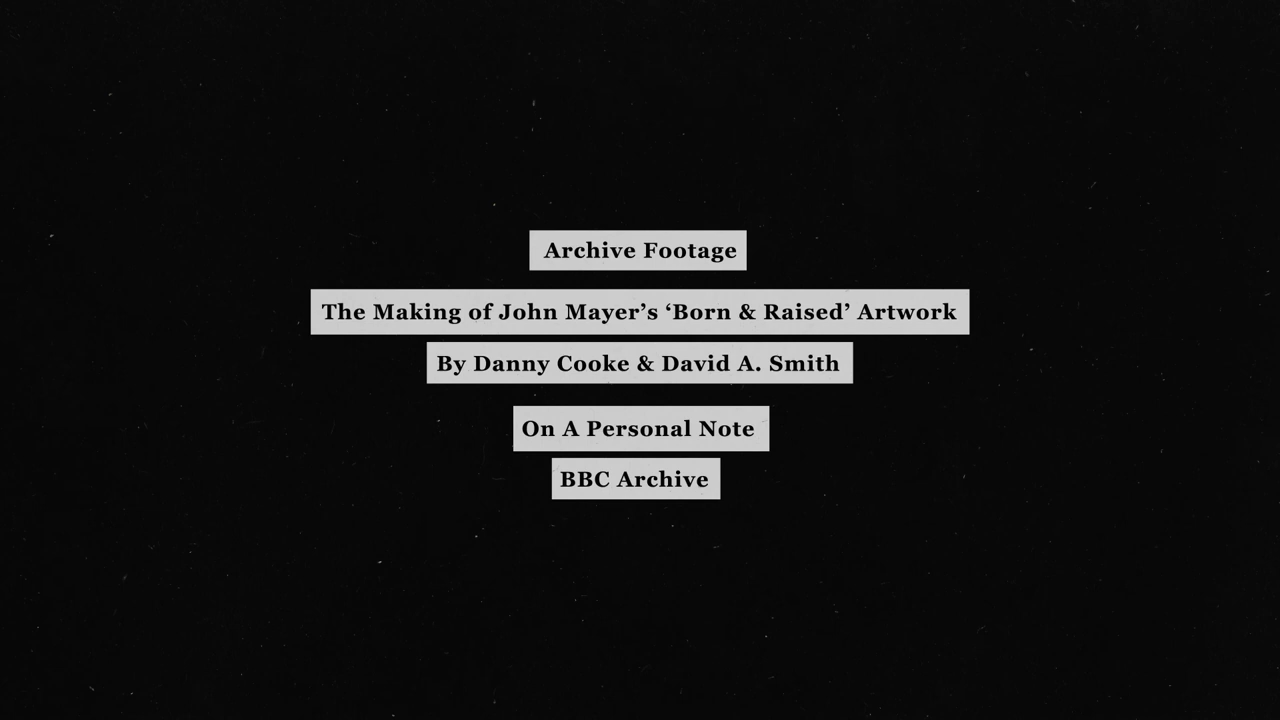 Archive Footage
The Making of John Mayer’s ‘Born & Raised’ Artwork
By Danny Cooke & David A. Smith
On A Personal Note
BBC Archive